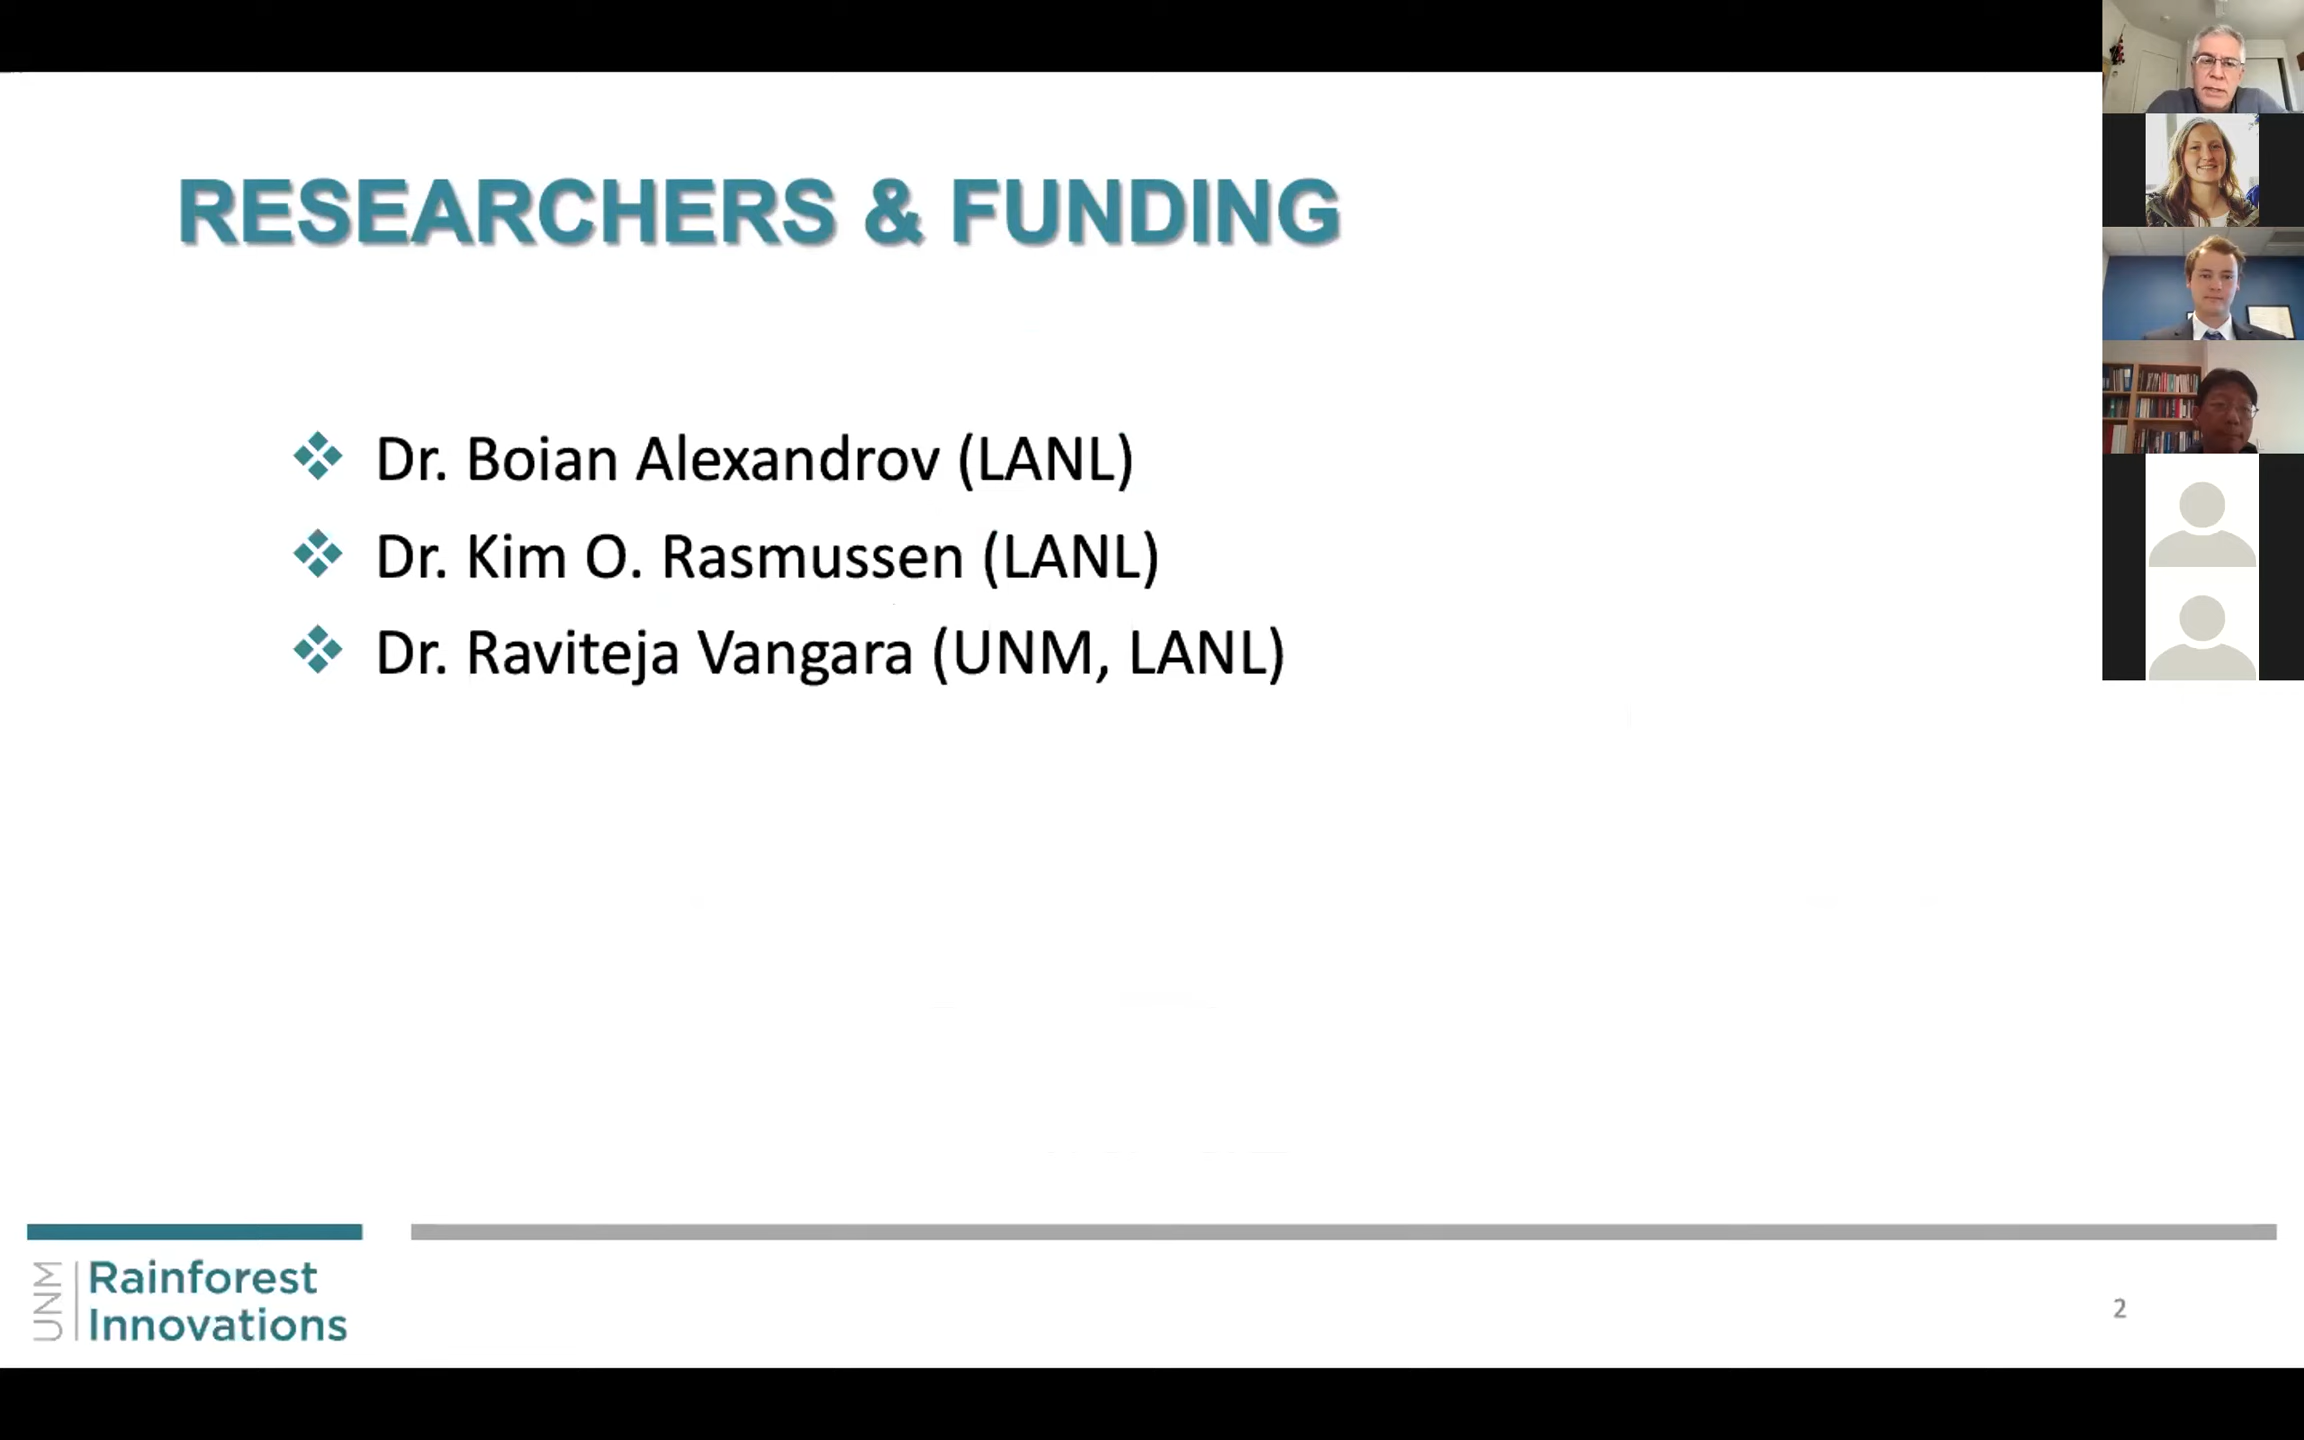 RESEARCHERS & FUNDING
Dr. Boian Alexandrov (LANL)
Dr. Kim O. Rasmussen (LANL)
Dr. Raviteja Vangara (UNM, LANL)
UNM
Rainforest
Innovations
2